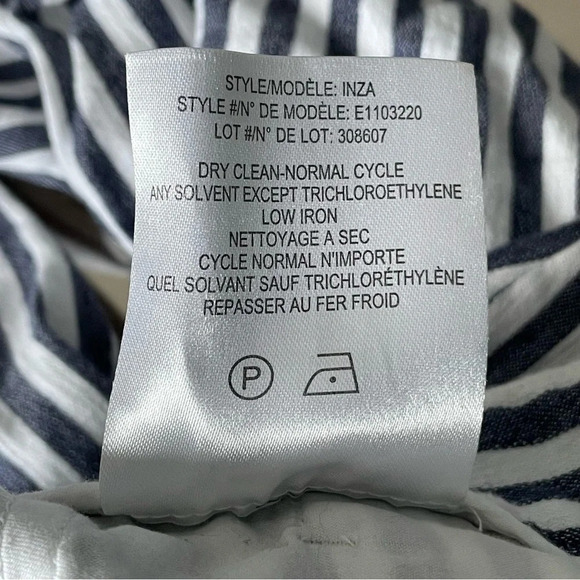 STYLE/MODÈLE: INZA
STYLE #/N° DE MODÈLE: E1103220
LOT #/N° DE LOT: 308607
DRY CLEAN-NORMAL CYCLE
ANY SOLVENT EXCEPT TRICHLOROETHYLENE
LOW IRON
NETTOYAGE A SEC
CYCLE NORMAL N'IMPORTE
QUEL SOLVANT SAUF TRICHLORÉTHYLÈNE
REPASSER AU FER FROID
P